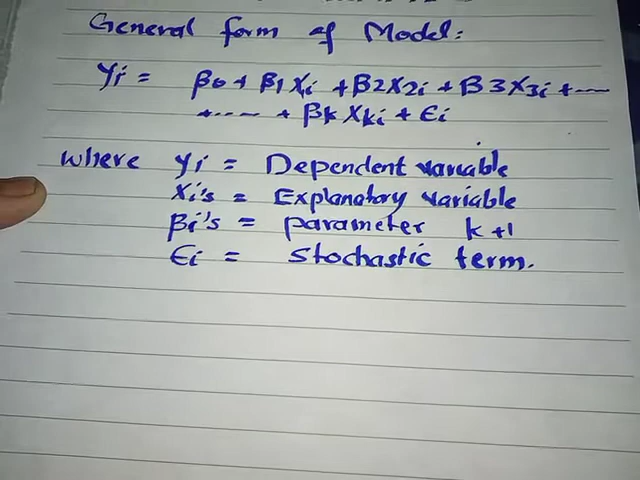 General form of Model:
Yi = β0 + β1Xi + β2X2i + β3X3i + ----
+---- + βkXki + Ei
where yi = Dependent variable
Xi's = Explanatory variable
βi's = parameter k+1
Ei = Stochastic term.